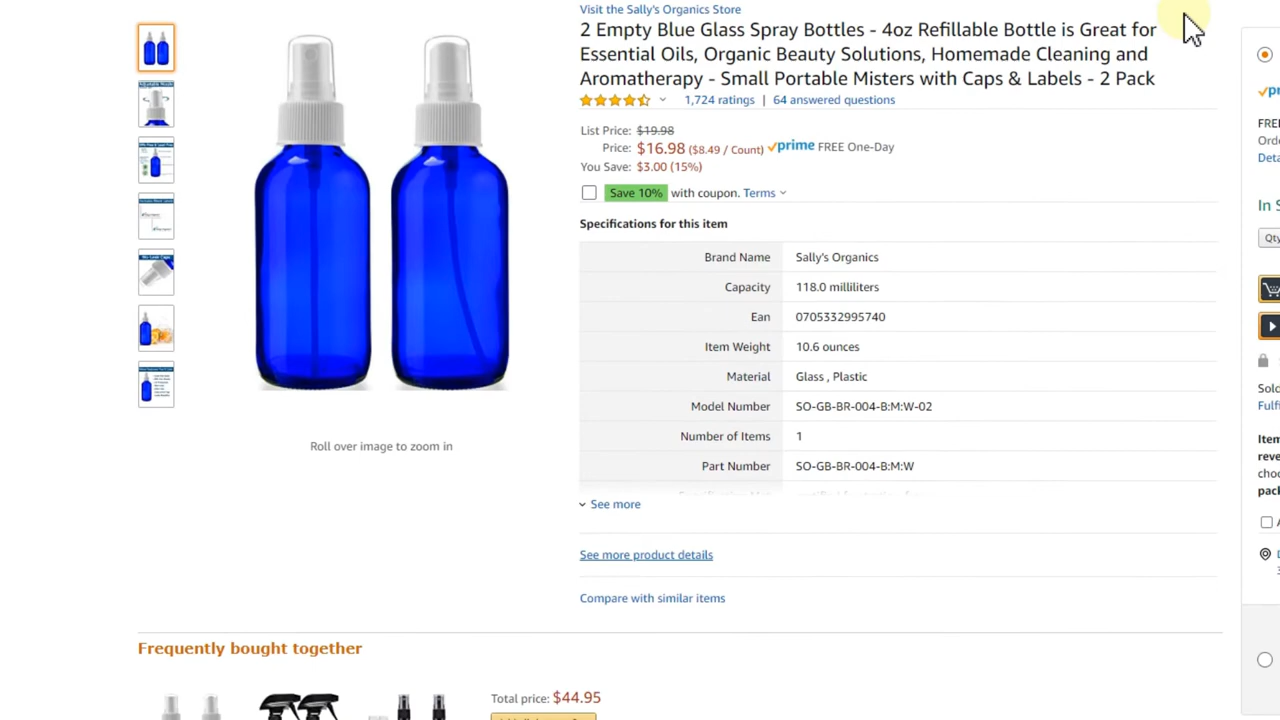 Visit the Sally's Organics Store
2 Empty Blue Glass Spray Bottles - 4oz Refillable Bottle is Great for
Essential Oils, Organic Beauty Solutions, Homemade Cleaning and
Aromatherapy - Small Portable Misters with Caps & Labels - 2 Pack
1,724 ratings | 64 answered questions
List Price: $19.98
Price: $16.98 ($8.49 / Count) prime FREE One-Day
You Save: $3.00 (15%)
Save 10% with coupon. Terms
Specifications for this item
Brand Name Sally's Organics
Capacity 118.0 milliliters
Ean 0705332995740
Item Weight 10.6 ounces
Material Glass , Plastic
Model Number SO-GB-BR-004-B:M:W-02
Number of Items 1
Part Number SO-GB-BR-004-B:M:W
See more
See more product details
Compare with similar items
Roll over image to zoom in
Frequently bought together
Total price: $44.95
In S
Qty